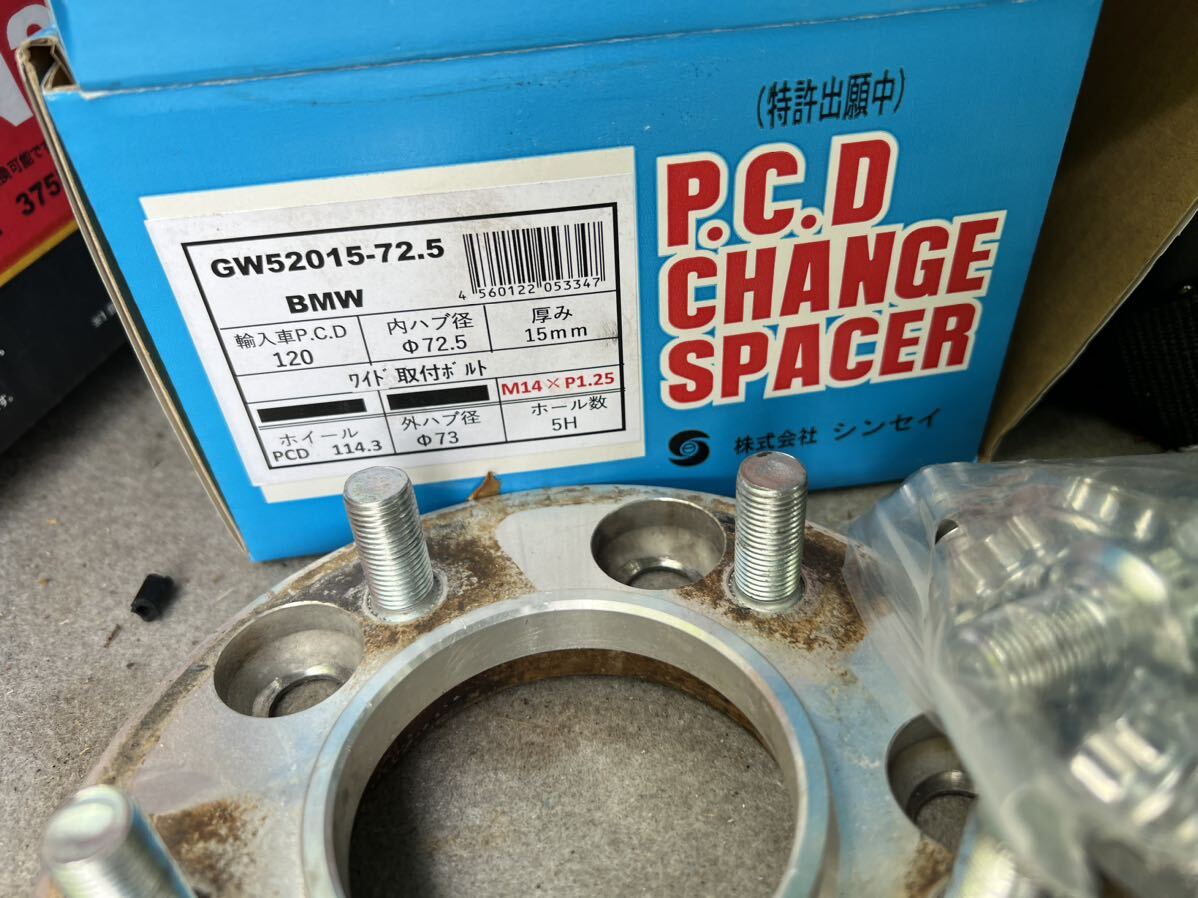 (特許出願中)
P.C.D
CHANGE
SPACER
株式会社 シンセイ
GW52015-72.5
BMW
4 560122 053347
輸入車P.C.D
120
内ハブ径
Φ72.5
厚み
15mm
ワイド 取付ボルト
M14×P1.25
ホイール
PCD 114.3
外ハブ径
Φ73
ホール数
5H
375